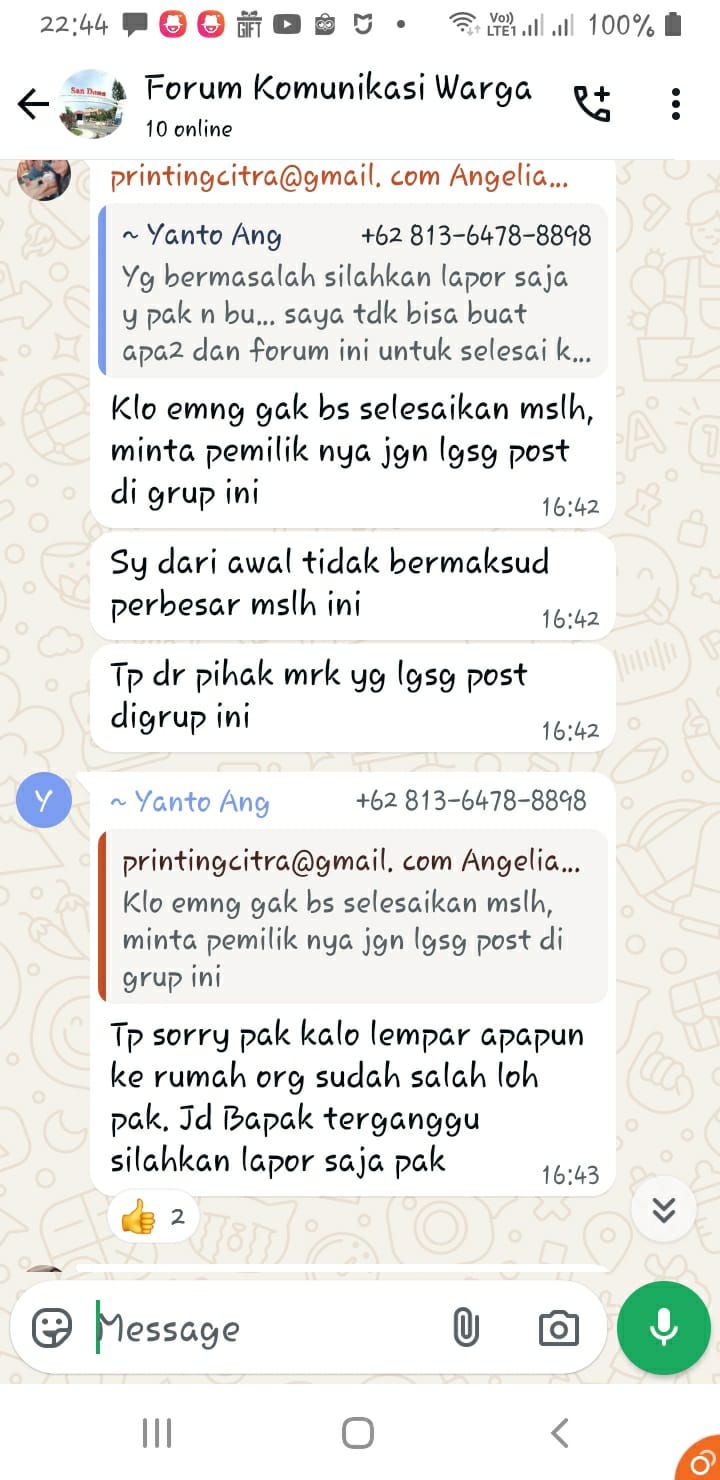 22:44
GIFT
Vo))
LTE1
100%
San Dona
Forum Komunikasi Warga
10 online
printingcitra@gmail. com Angelia...
~ Yanto Ang +62 813-6478-8898
Yg bermasalah silahkan lapor saja
y pak n bu... saya tdk bisa buat
apa2 dan forum ini untuk selesai k...
Klo emng gak bs selesaikan mslh,
minta pemilik nya jgn lgsg post
di grup ini
16:42
Sy dari awal tidak bermaksud
perbesar mslh ini
16:42
Tp dr pihak mrk yg lgsg post
digrup ini
16:42
Y
~ Yanto Ang +62 813-6478-8898
printingcitra@gmail. com Angelia...
Klo emng gak bs selesaikan mslh,
minta pemilik nya jgn lgsg post di
grup ini
Tp sorry pak kalo lempar apapun
ke rumah org sudah salah loh
pak. Jd Bapak terganggu
silahkan lapor saja pak
16:43
👍 2
Message